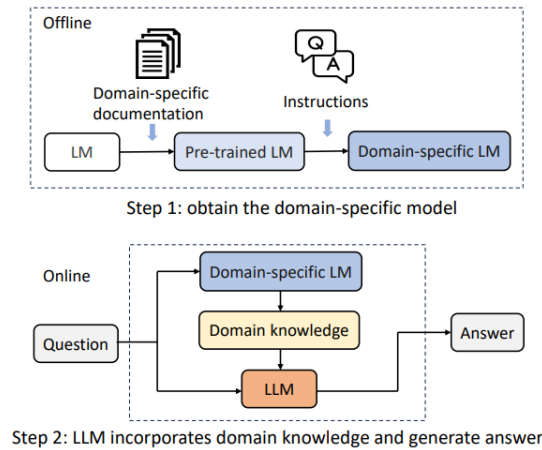 Offline
Q
A
Domain-specific
documentation
Instructions
LM
Pre-trained LM
Domain-specific LM
Step 1: obtain the domain-specific model
Online
Domain-specific LM
Question
Domain knowledge
Answer
LLM
Step 2: LLM incorporates domain knowledge and generate answer